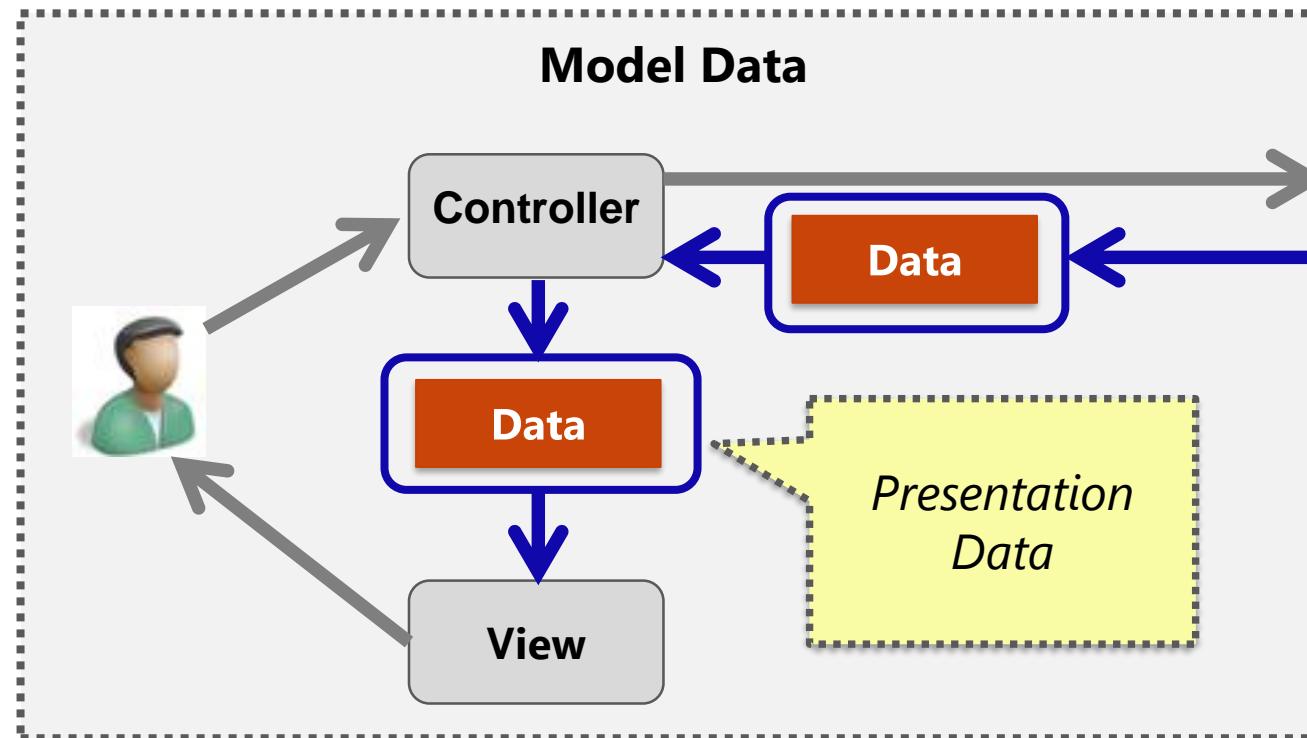 Model Data
Controller
Data
Data
Presentation
Data
View